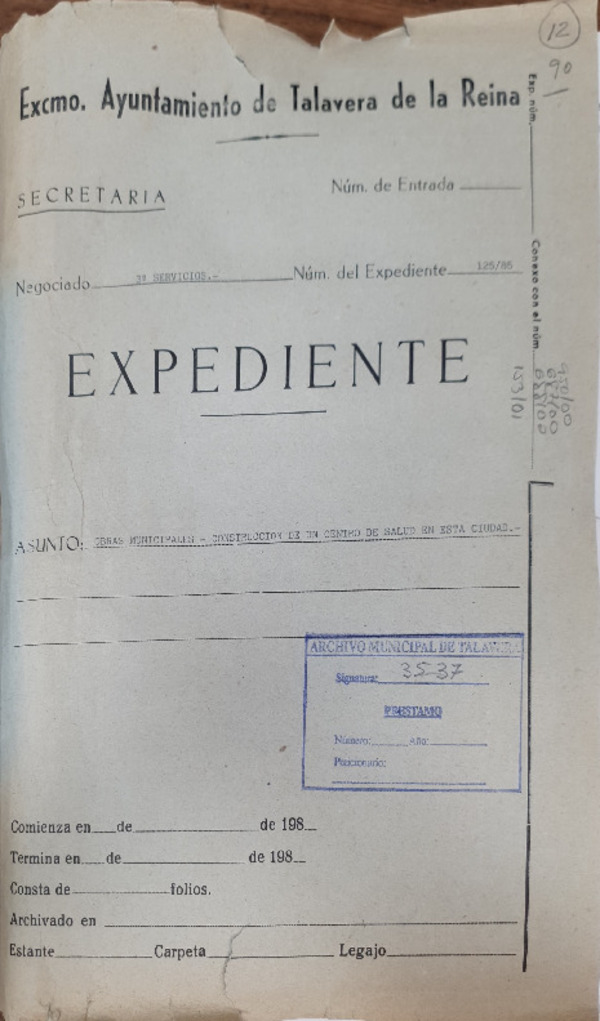 12
90
Excmo. Ayuntamiento de Talavera de la Reina
Exp. núm.
SECRETARIA
Núm. de Entrada
Negociado 3º SERVICIOS.- Núm. del Expediente 125/85
Conexo con el núm.
153/01
EXPEDIENTE
ASUNTO: OBRAS MUNICIPALES - CONSTRUCCION DE UN CENTRO DE SALUD EN ESTA CIUDAD.-
ARCHIVO MUNICIPAL DE TALAVERA
Signatura: 3537
PRESTAMO
Número: Año:
Peticionario:
Comienza en de de 198
Termina en de de 198
Consta de folios.
Archivado en
Estante Carpeta Legajo